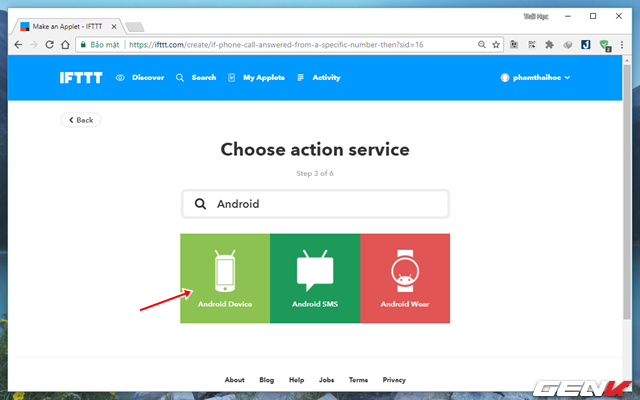 Thái Học
Make an Applet - IFTTT
Bảo mật
https://ifttt.com/create/if-phone-call-answered-from-a-specific-number-then?sid=16
IFTTT
Discover
Search
My Applets
Activity
phamthaihoc
Back
Choose action service
Step 3 of 6
Android
Android Device
Android SMS
Android Wear
About
Blog
Help
Jobs
Terms
Privacy
GENK